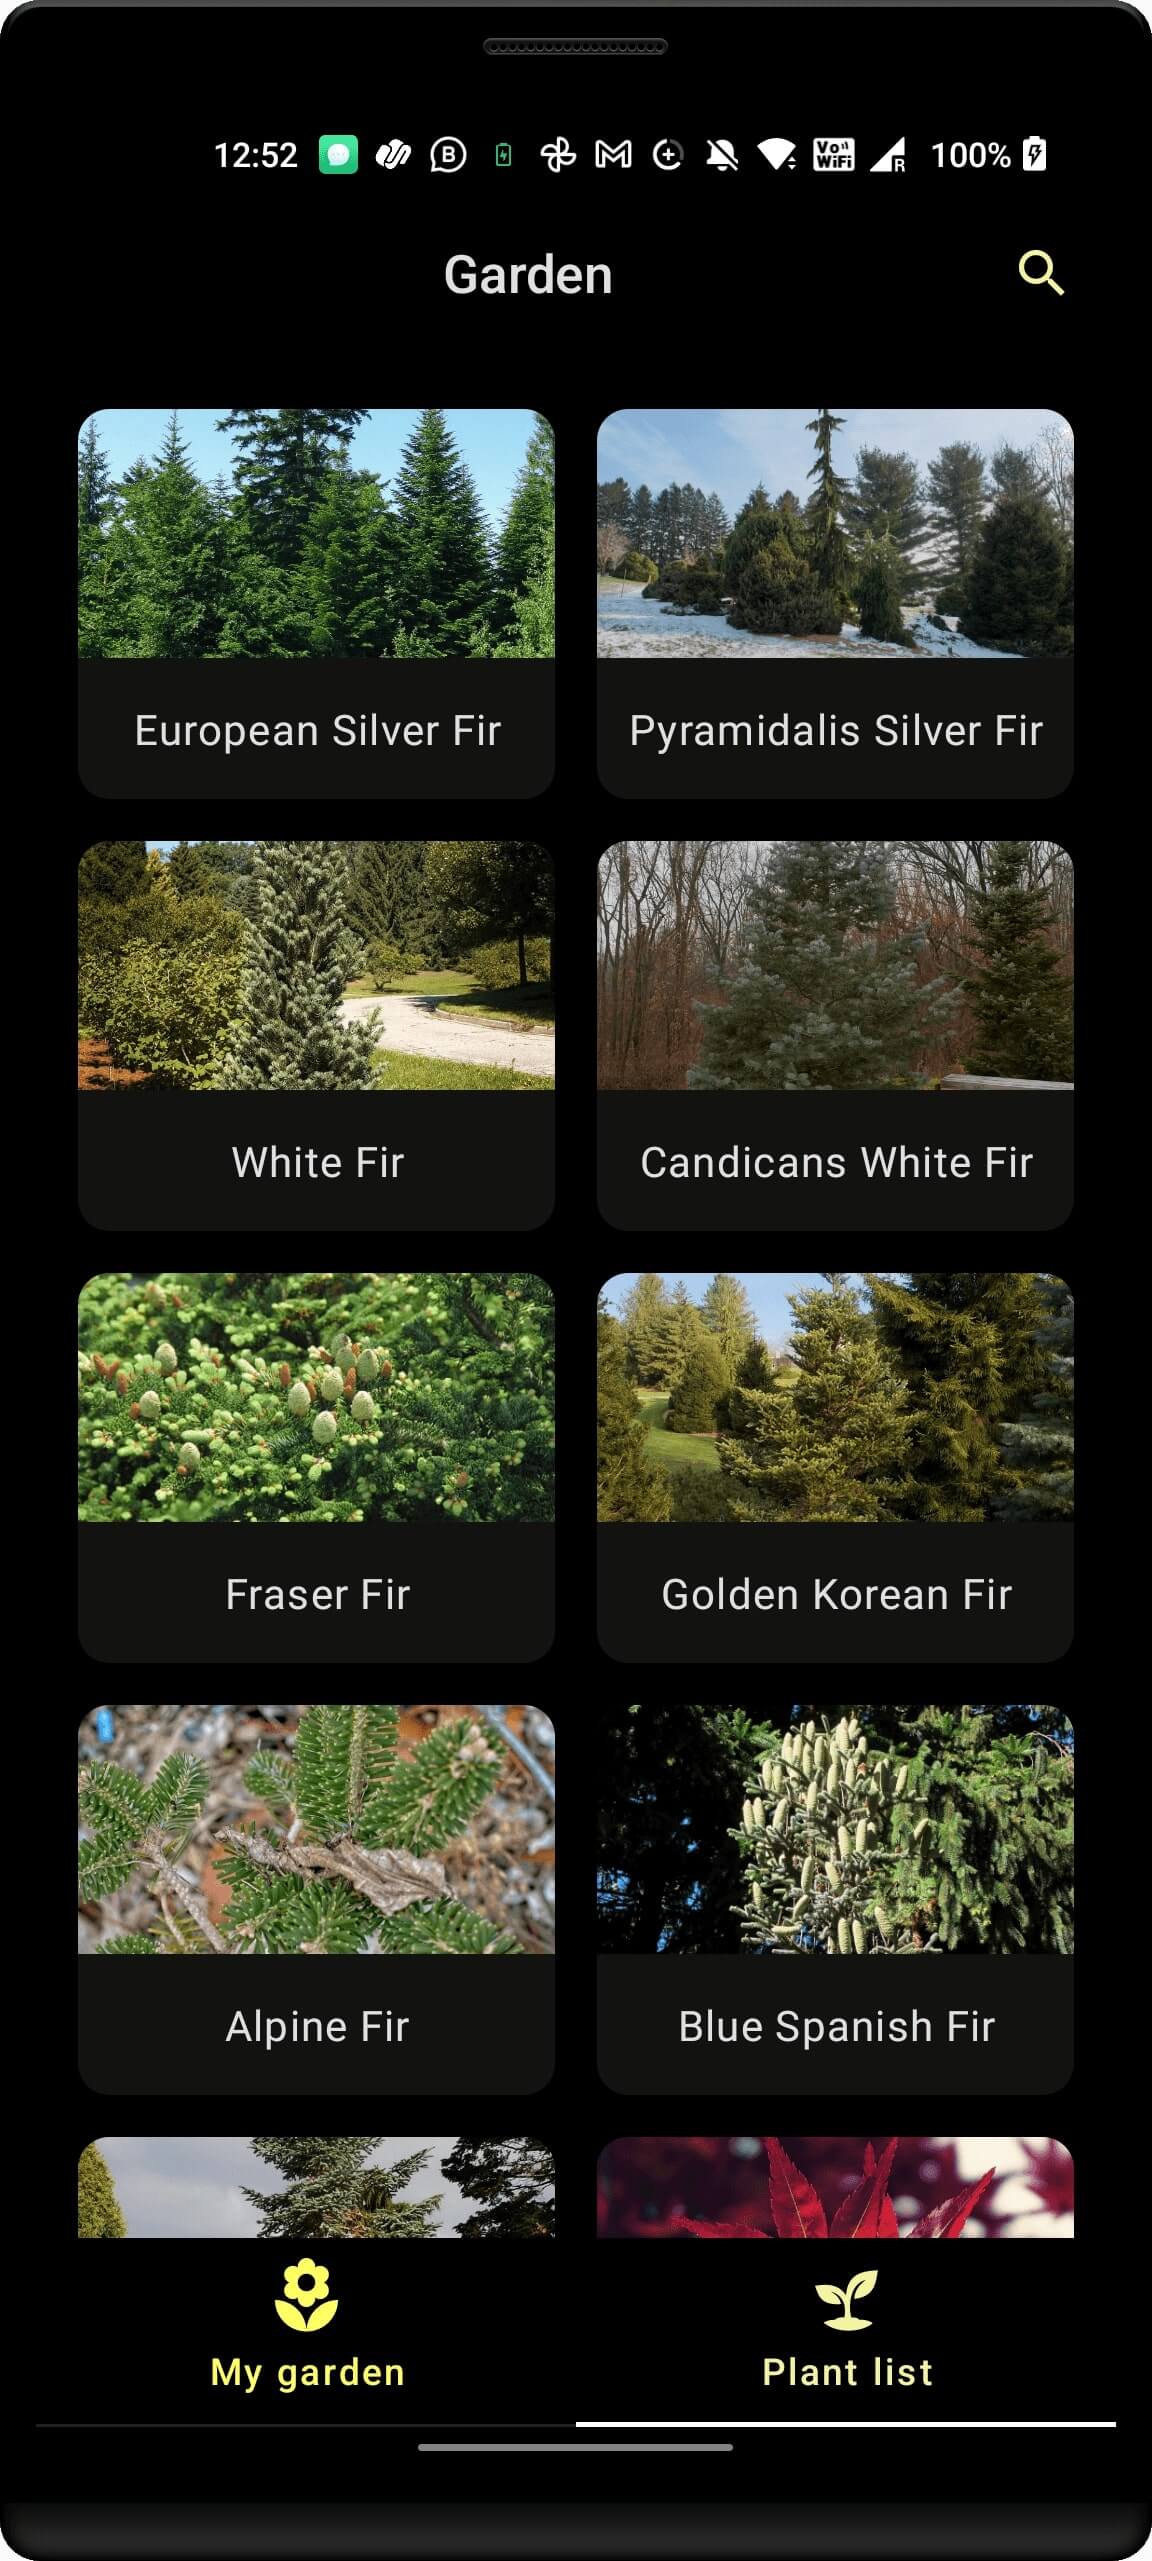 12:52
B
Vo
WiFi
R
100%
Garden
European Silver Fir
Pyramidalis Silver Fir
White Fir
Candicans White Fir
Fraser Fir
Golden Korean Fir
Alpine Fir
Blue Spanish Fir
My garden
Plant list